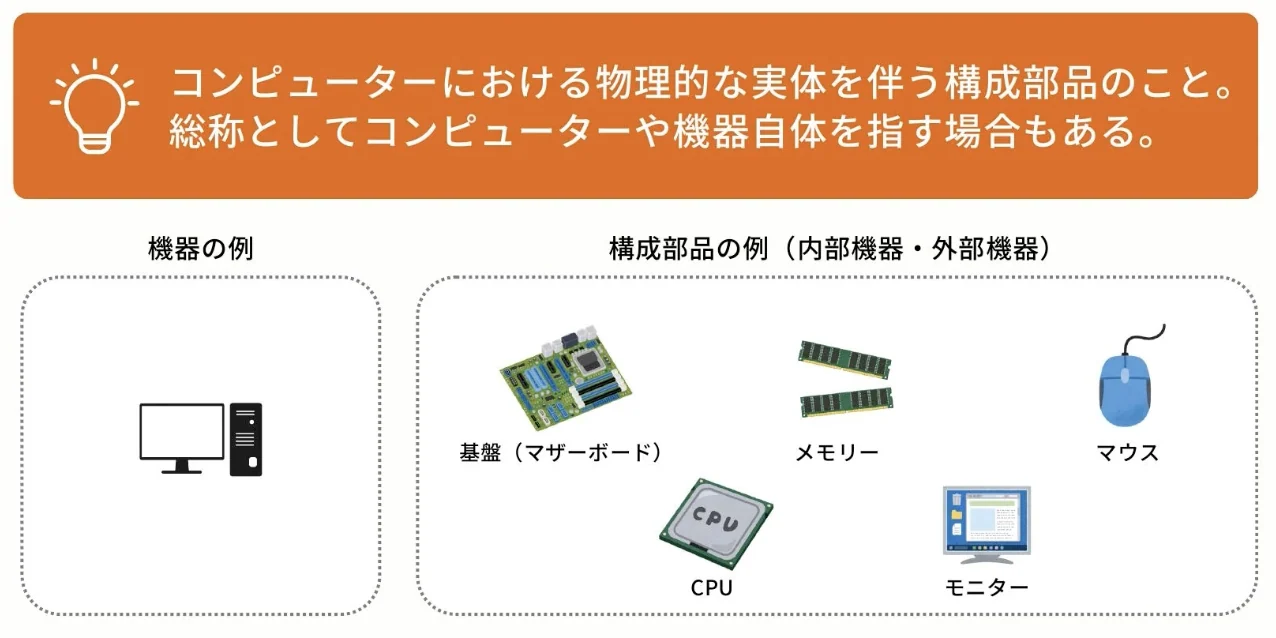 コンピューターにおける物理的な実体を伴う構成部品のこと。
総称としてコンピューターや機器自体を指す場合もある。
機器の例
構成部品の例（内部機器・外部機器）
基盤（マザーボード）
メモリー
マウス
CPU
CPU
モニター